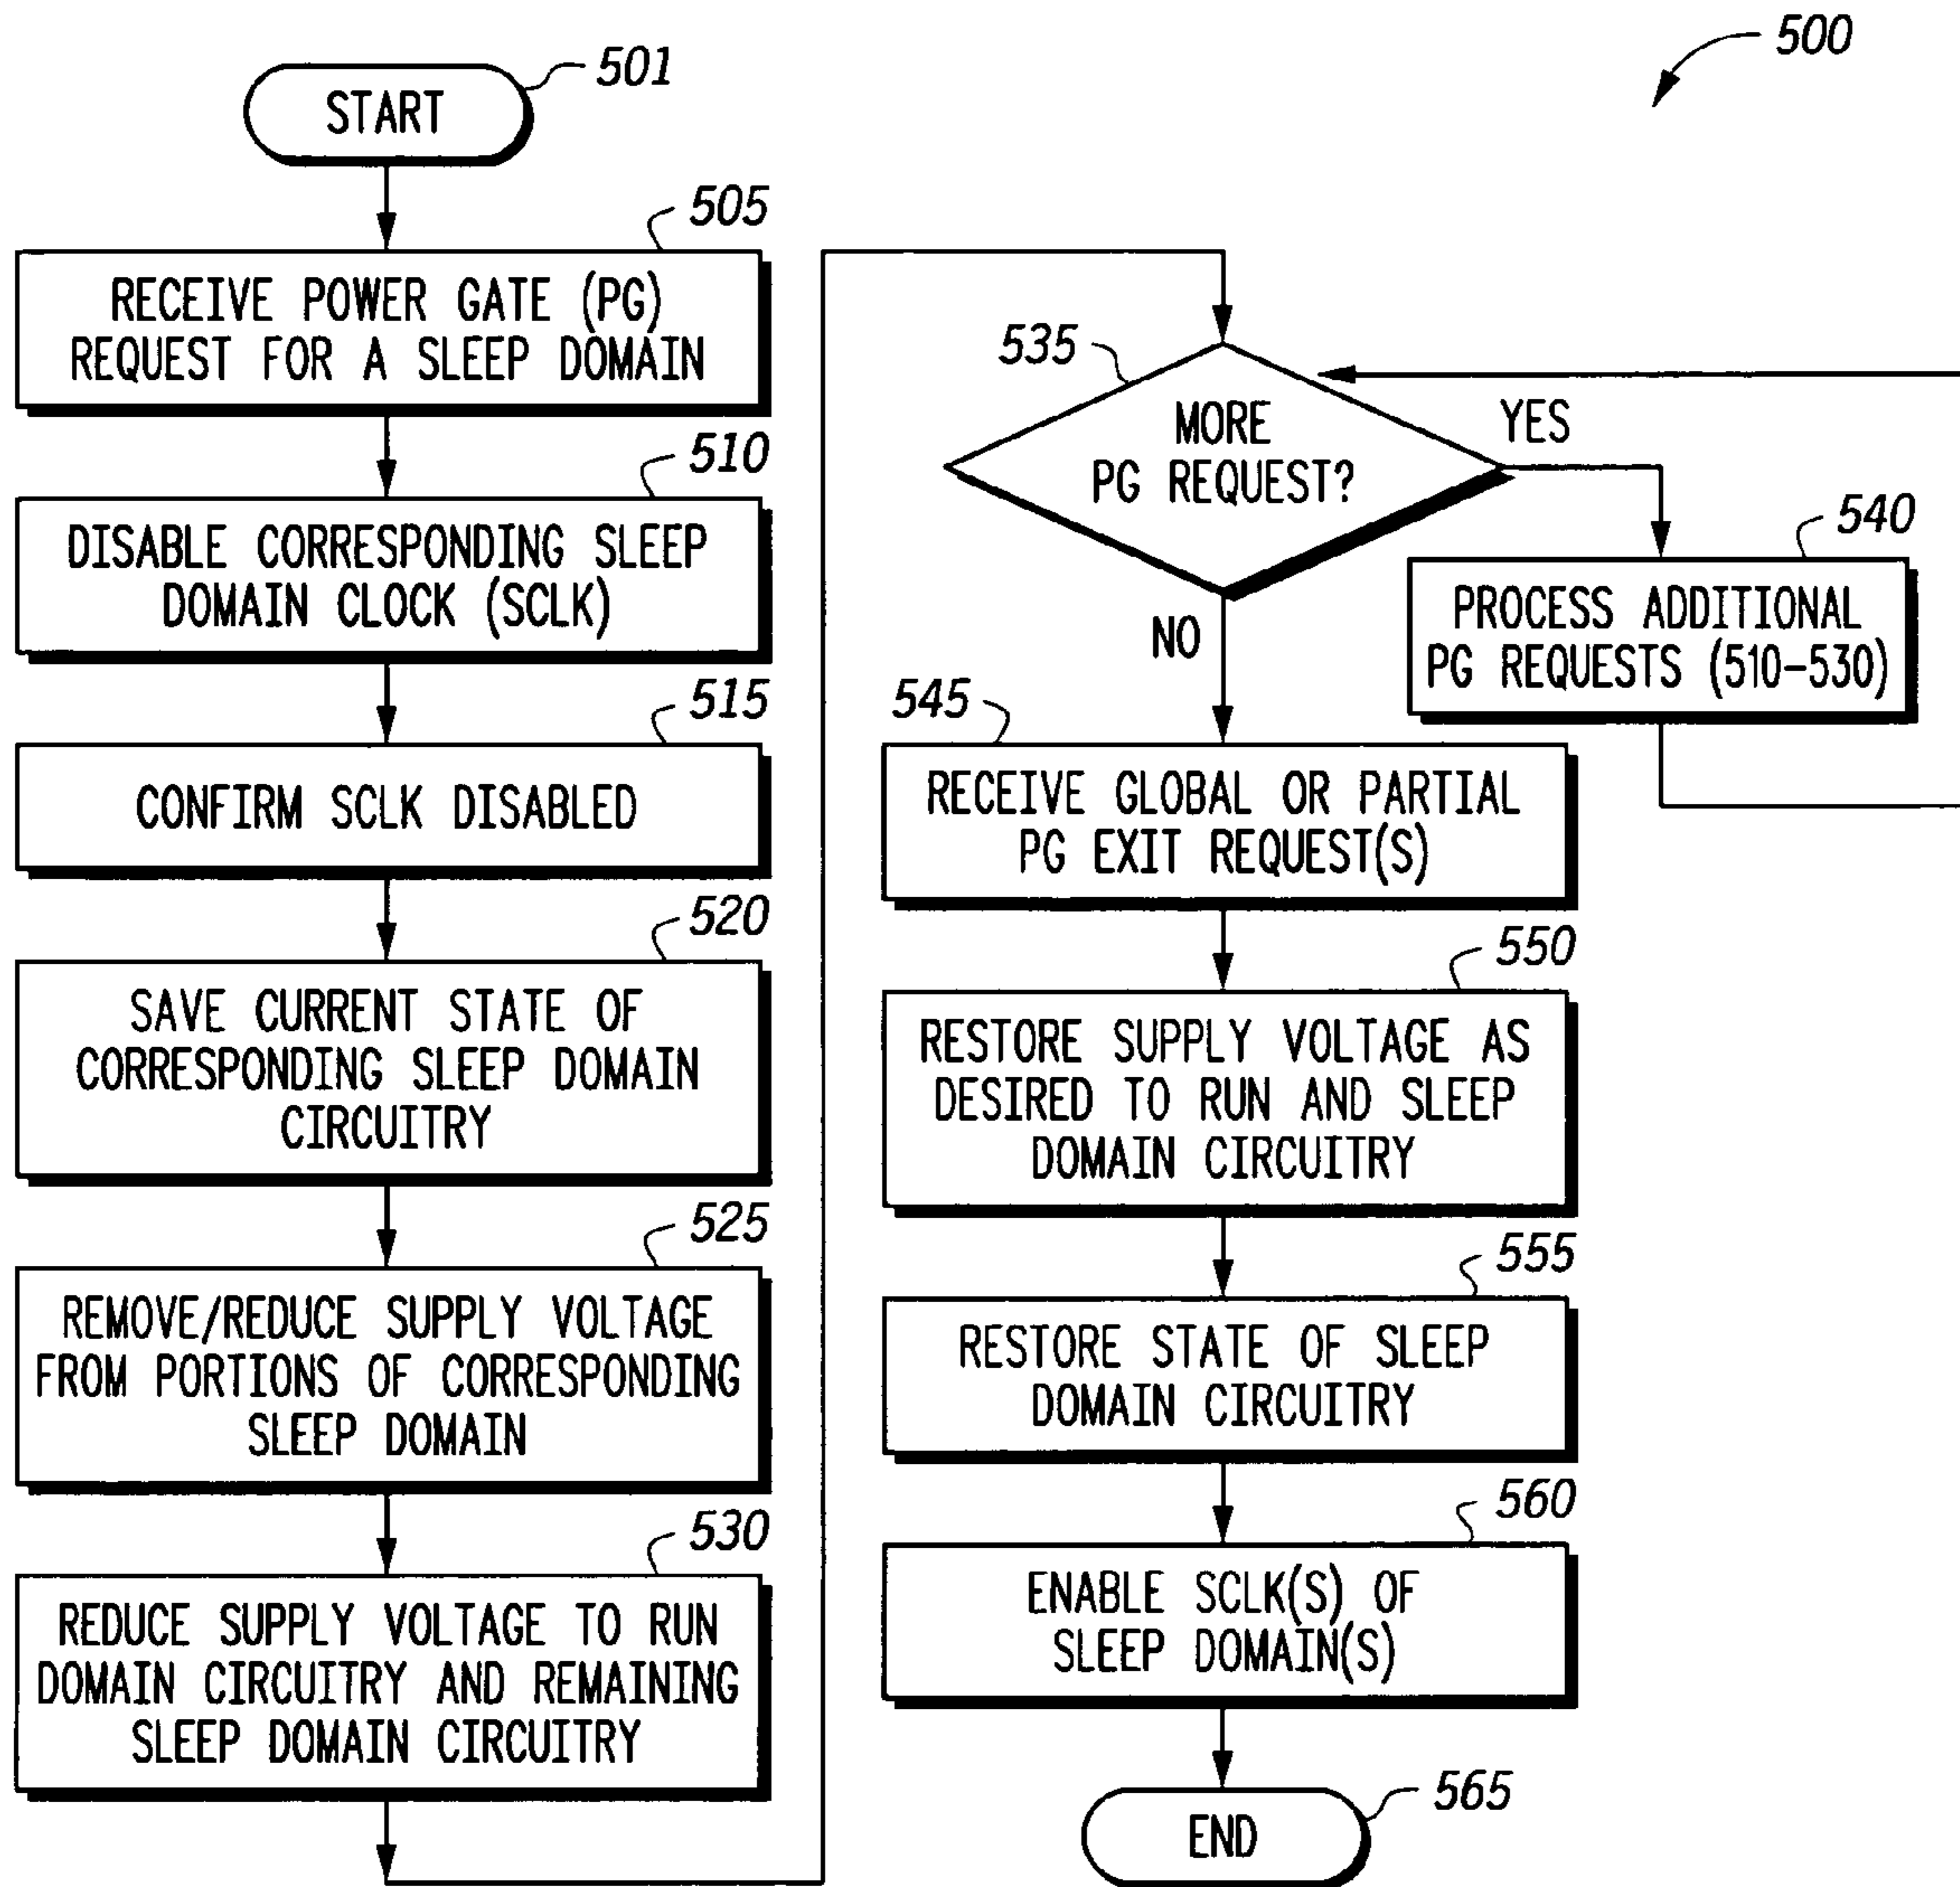 500
501
START
505
RECEIVE POWER GATE (PG)
REQUEST FOR A SLEEP DOMAIN
510
DISABLE CORRESPONDING SLEEP
DOMAIN CLOCK (SCLK)
515
CONFIRM SCLK DISABLED
520
SAVE CURRENT STATE OF
CORRESPONDING SLEEP DOMAIN
CIRCUITRY
525
REMOVE/REDUCE SUPPLY VOLTAGE
FROM PORTIONS OF CORRESPONDING
SLEEP DOMAIN
530
REDUCE SUPPLY VOLTAGE TO RUN
DOMAIN CIRCUITRY AND REMAINING
SLEEP DOMAIN CIRCUITRY
535
MORE
PG REQUEST?
YES
NO
540
PROCESS ADDITIONAL
PG REQUESTS (510-530)
545
RECEIVE GLOBAL OR PARTIAL
PG EXIT REQUEST(S)
550
RESTORE SUPPLY VOLTAGE AS
DESIRED TO RUN AND SLEEP
DOMAIN CIRCUITRY
555
RESTORE STATE OF SLEEP
DOMAIN CIRCUITRY
560
ENABLE SCLK(S) OF
SLEEP DOMAIN(S)
565
END